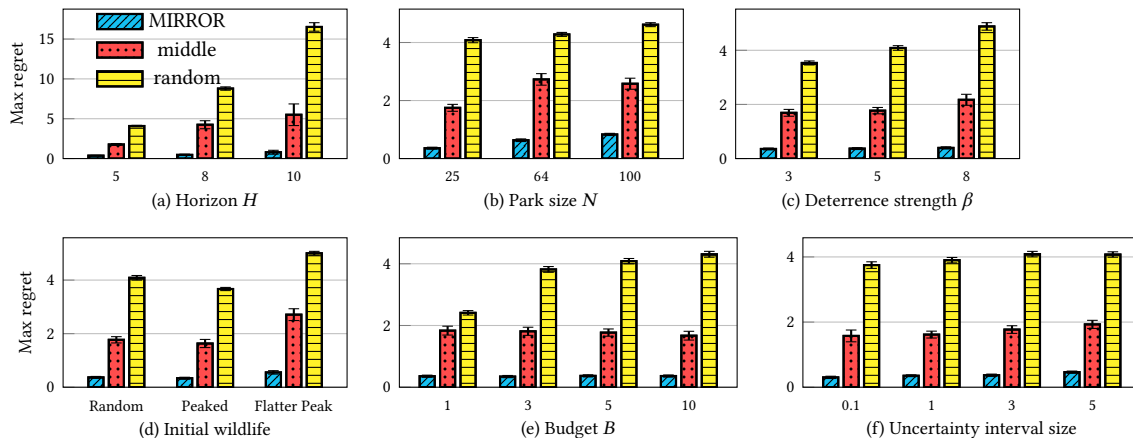 MIRROR
middle
random
Max regret
15
10
5
0
5 8 10
(a) Horizon H
4
2
0
25 64 100
(b) Park size N
4
2
0
3 5 8
(c) Deterrence strength β
Max regret
4
2
0
Random Peaked Flatter Peak
(d) Initial wildlife
4
2
0
1 3 5 10
(e) Budget B
4
2
0
0.1 1 3 5
(f) Uncertainty interval size